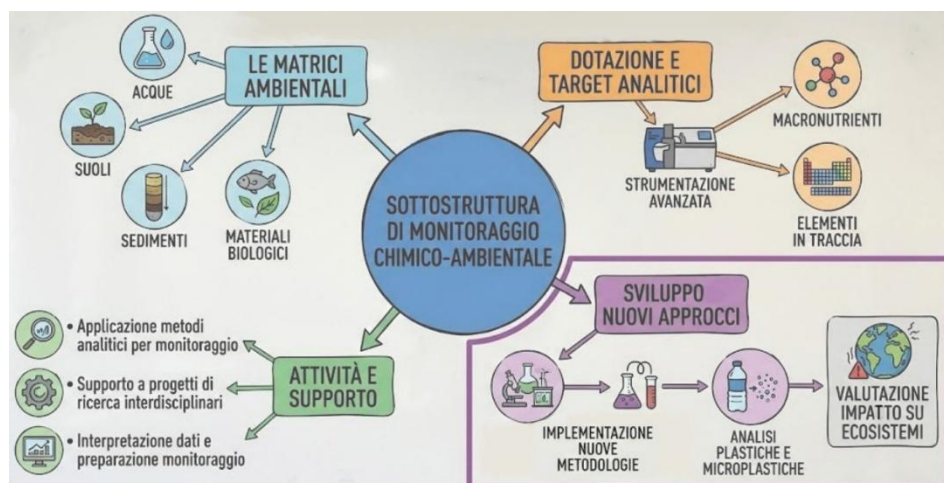 LE MATRICI
AMBIENTALI
ACQUE
SUOLI
SEDIMENTI
MATERIALI
BIOLOGICI
DOTAZIONE E
TARGET ANALITICI
STRUMENTAZIONE
AVANZATA
MACRONUTRIENTI
ELEMENTI
IN TRACCIA
SOTTOSTRUTTURA
DI MONITORAGGIO
CHIMICO-AMBIENTALE
ATTIVITÀ E
SUPPORTO
• Applicazione metodi
analitici per monitoraggio
• Supporto a progetti di
ricerca interdisciplinari
• Interpretazione dati e
preparazione monitoraggio
SVILUPPO
NUOVI APPROCCI
IMPLEMENTAZIONE
NUOVE
METODOLOGIE
ANALISI
PLASTICHE E
MICROPLASTICHE
VALUTAZIONE
IMPATTO SU
ECOSISTEMI